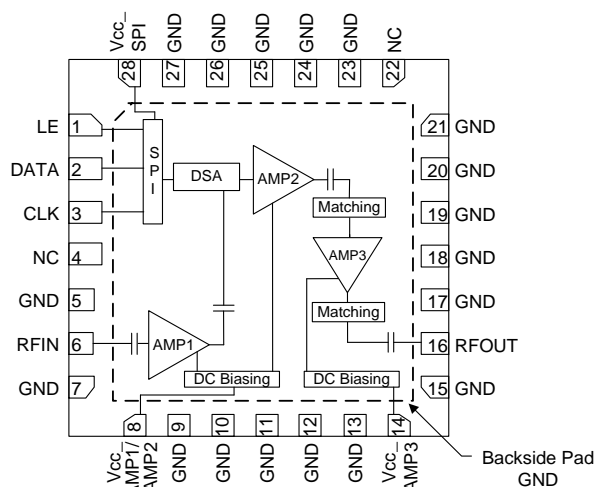 Vcc_
SPI
GND
GND
GND
GND
GND
NC
28
27
26
25
24
23
22
LE
1
DATA
2
CLK
3
NC
4
GND
5
RFIN
6
GND
7
SPI
DSA
AMP2
Matching
AMP3
Matching
AMP1
DC Biasing
DC Biasing
21
GND
20
GND
19
GND
18
GND
17
GND
16
RFOUT
15
GND
8
9
10
11
12
13
14
Vcc_
AMP1/
AMP2
GND
GND
GND
GND
GND
Vcc_
AMP3
Backside Pad
GND